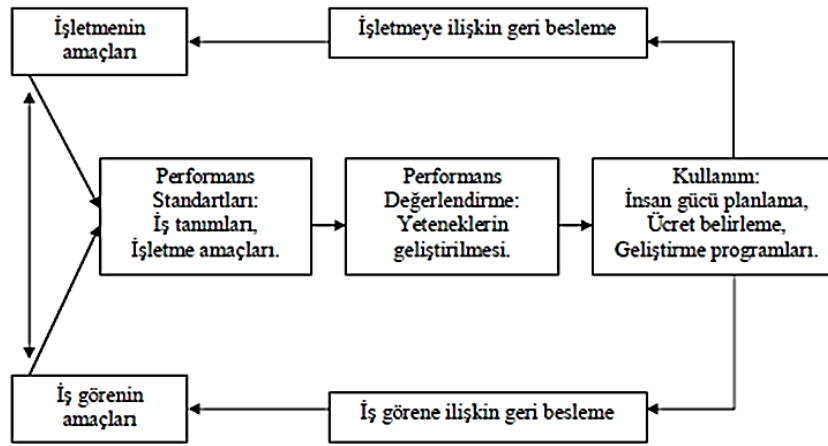 İşletmenin
amaçları
İşletmeye ilişkin geri besleme
Performans
Standartları:
İş tanımları,
İşletme amaçları.
Performans
Değerlendirme:
Yeteneklerin
geliştirilmesi.
Kullanım:
İnsan gücü planlama,
Ücret belirleme,
Geliştirme programları.
İş görenin
amaçları
İş görene ilişkin geri besleme